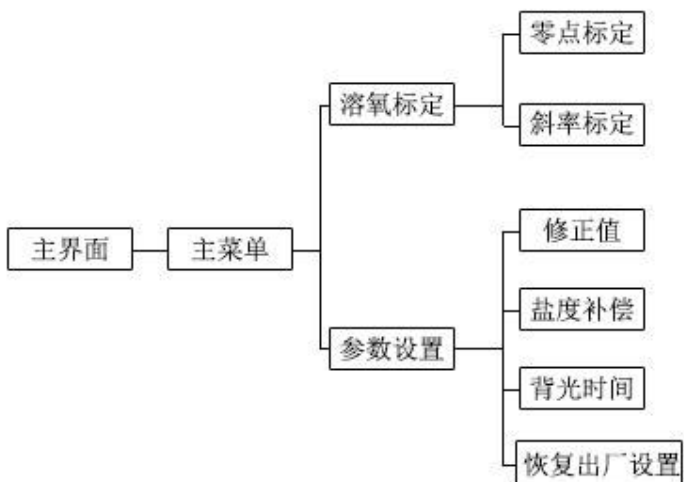 主界面
主菜单
溶氧标定
零点标定
斜率标定
参数设置
修正值
盐度补偿
背光时间
恢复出厂设置